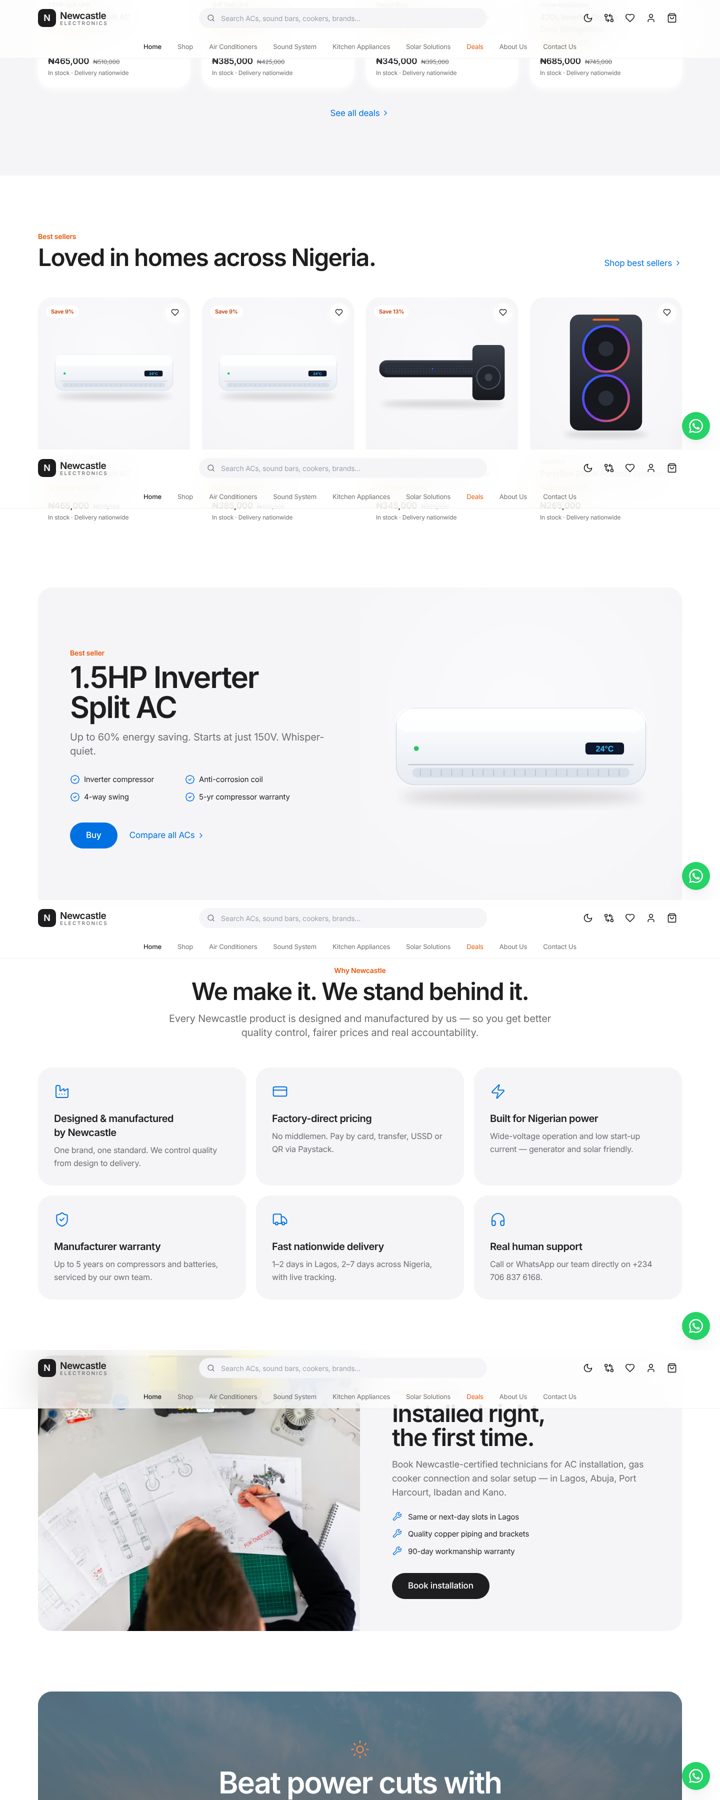 N Newcastle
ELECTRONICS
Search ACs, sound bars, cookers, brands...
Home Shop Air Conditioners Sound System Kitchen Appliances Solar Solutions Deals About Us Contact Us
₦465,000 ₦510,000 ₦385,000 ₦425,000 ₦345,000 ₦395,000 ₦685,000 ₦745,000
In stock · Delivery nationwide In stock · Delivery nationwide In stock · Delivery nationwide In stock · Delivery nationwide
See all deals
Best sellers
Loved in homes across Nigeria.
Shop best sellers
Save 9% Save 9% Save 13%
24°C 24°C
N Newcastle
ELECTRONICS
Search ACs, sound bars, cookers, brands...
Home Shop Air Conditioners Sound System Kitchen Appliances Solar Solutions Deals About Us Contact Us
₦465,000 ₦385,000 ₦345,000
In stock · Delivery nationwide In stock · Delivery nationwide In stock · Delivery nationwide In stock · Delivery nationwide
Best seller
1.5HP Inverter
Split AC
Up to 60% energy saving. Starts at just 150V. Whisper-
quiet.
Inverter compressor Anti-corrosion coil
4-way swing 5-yr compressor warranty
Buy Compare all ACs
24°C
N Newcastle
ELECTRONICS
Search ACs, sound bars, cookers, brands...
Home Shop Air Conditioners Sound System Kitchen Appliances Solar Solutions Deals About Us Contact Us
Why Newcastle
We make it. We stand behind it.
Every Newcastle product is designed and manufactured by us — so you get better
quality control, fairer prices and real accountability.
Designed & manufactured
by Newcastle
One brand, one standard. We control quality
from design to delivery.
Factory-direct pricing
No middlemen. Pay by card, transfer, USSD or
QR via Paystack.
Built for Nigerian power
Wide-voltage operation and low start-up
current — generator and solar friendly.
Manufacturer warranty
Up to 5 years on compressors and batteries,
serviced by our own team.
Fast nationwide delivery
1–2 days in Lagos, 2–7 days across Nigeria,
with live tracking.
Real human support
Call or WhatsApp our team directly on +234
706 837 6168.
N Newcastle
ELECTRONICS
Search ACs, sound bars, cookers, brands...
Home Shop Air Conditioners Sound System Kitchen Appliances Solar Solutions Deals About Us Contact Us
Installed right,
the first time.
Book Newcastle-certified technicians for AC installation, gas
cooker connection and solar setup — in Lagos, Abuja, Port
Harcourt, Ibadan and Kano.
Same or next-day slots in Lagos
Quality copper piping and brackets
90-day workmanship warranty
Book installation
Beat power cuts with